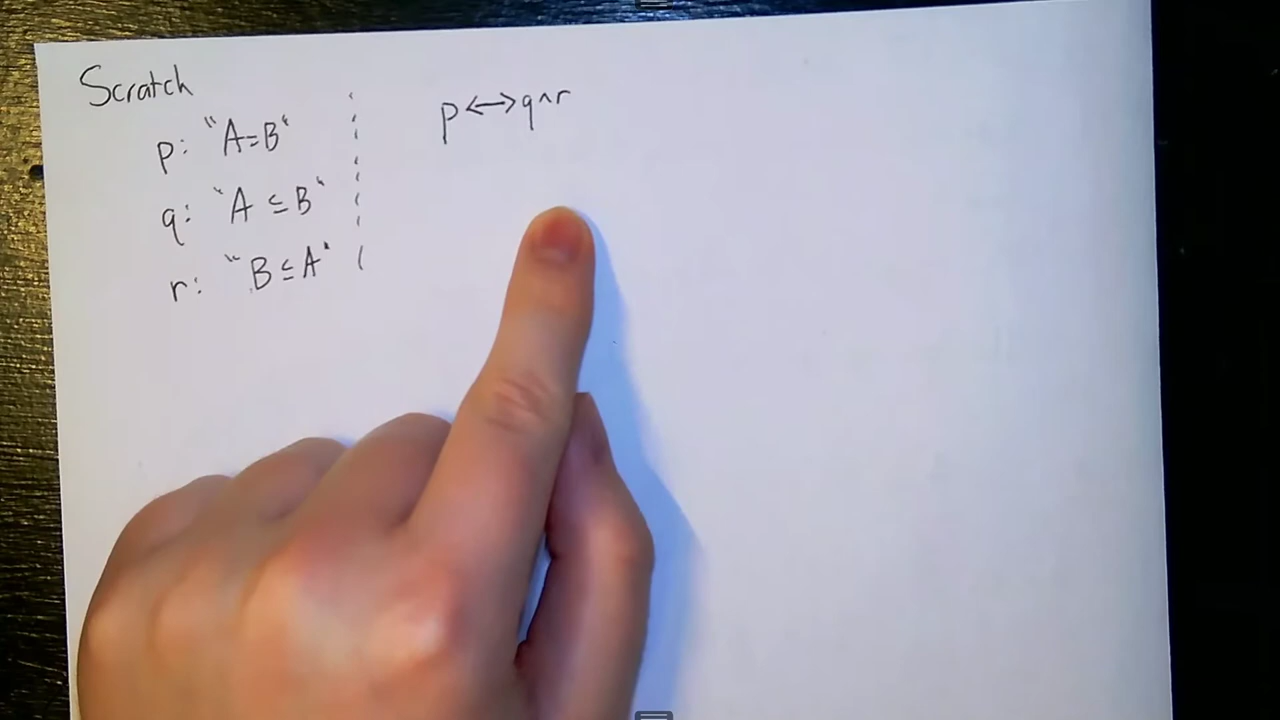 Scratch
p: "A=B"
q: "A ⊆ B"
r: "B ⊆ A"
p ⟷ q ∧ r